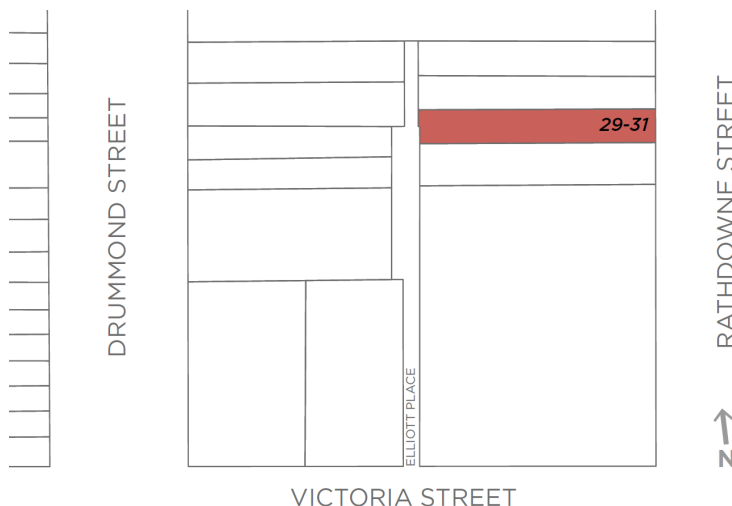 DRUMMOND STREET
29-31
RATHDOWNE STREET
ELLIOTT PLACE
N
VICTORIA STREET